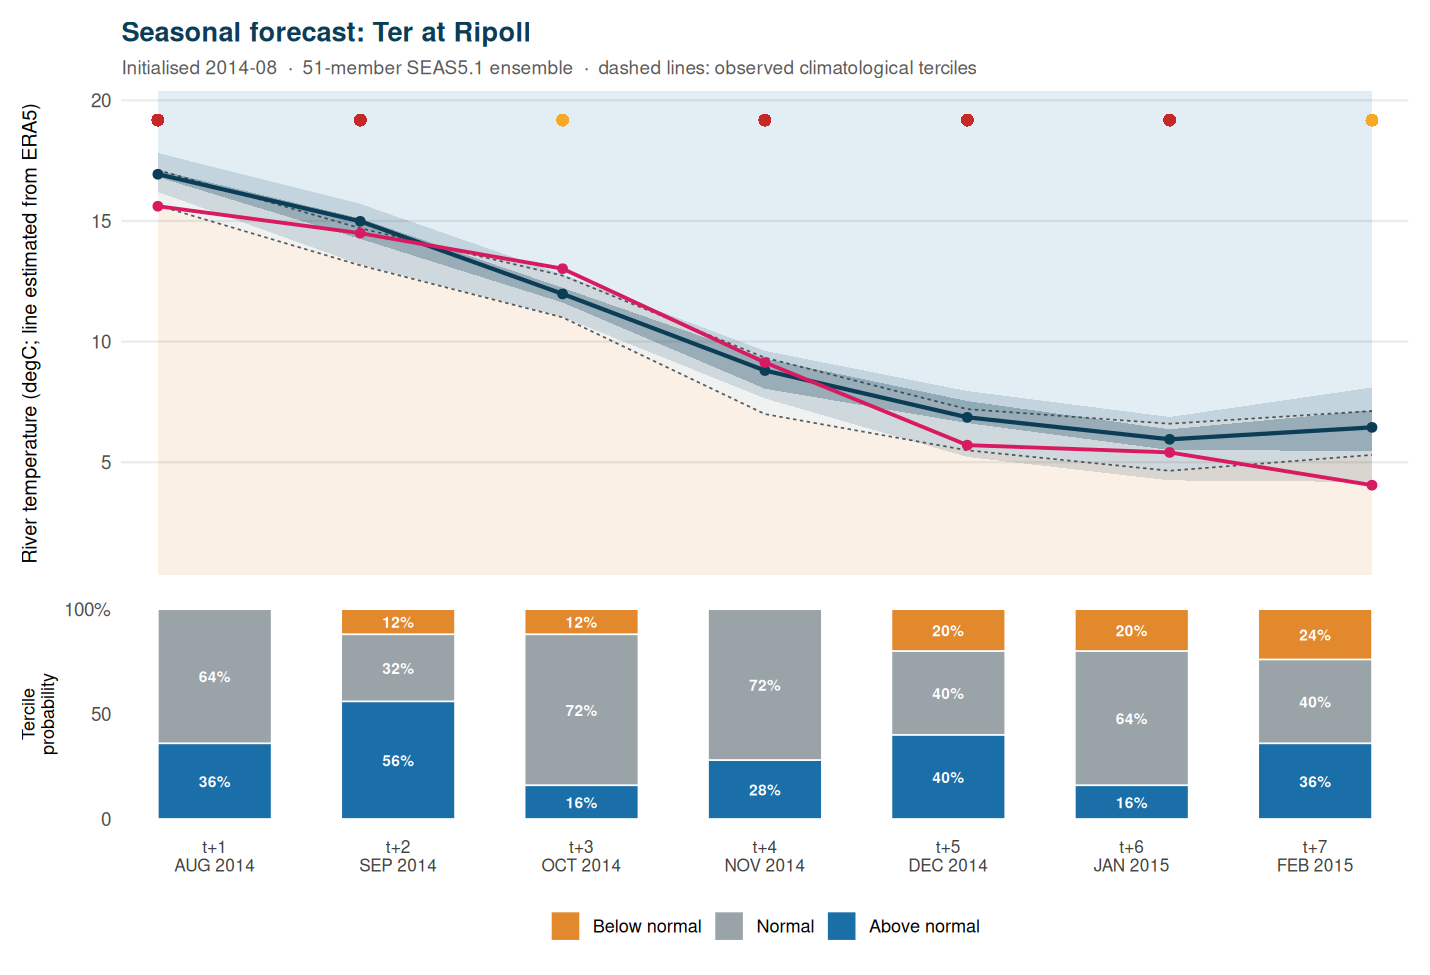 Seasonal forecast: Ter at Ripoll
Initialised 2014-08 · 51-member SEAS5.1 ensemble · dashed lines: observed climatological terciles
River temperature (degC; line estimated from ERA5)
20
15
10
5
Tercile
probability
100%
50
0
64%
36%
12%
32%
56%
12%
72%
16%
72%
28%
20%
40%
40%
20%
64%
16%
24%
40%
36%
t+1
AUG 2014
t+2
SEP 2014
t+3
OCT 2014
t+4
NOV 2014
t+5
DEC 2014
t+6
JAN 2015
t+7
FEB 2015
Below normal
Normal
Above normal